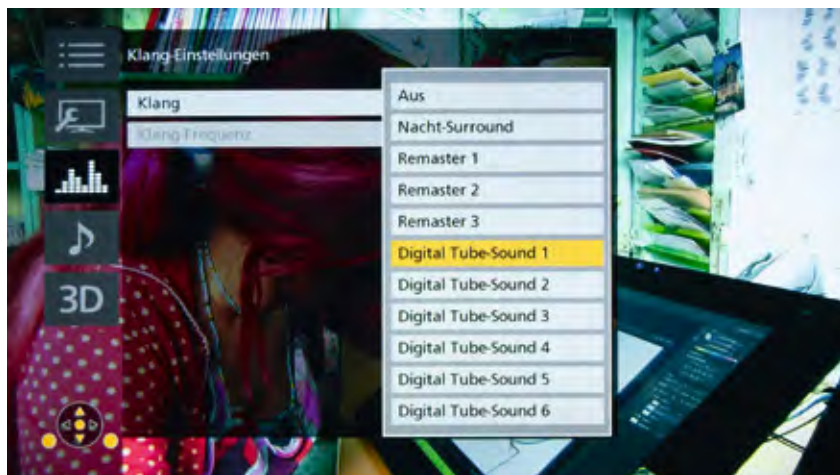 Klang-Einstellungen
Klang
Klang-Frequenz
Aus
Nacht-Surround
Remaster 1
Remaster 2
Remaster 3
Digital Tube-Sound 1
Digital Tube-Sound 2
Digital Tube-Sound 3
Digital Tube-Sound 4
Digital Tube-Sound 5
Digital Tube-Sound 6
3D